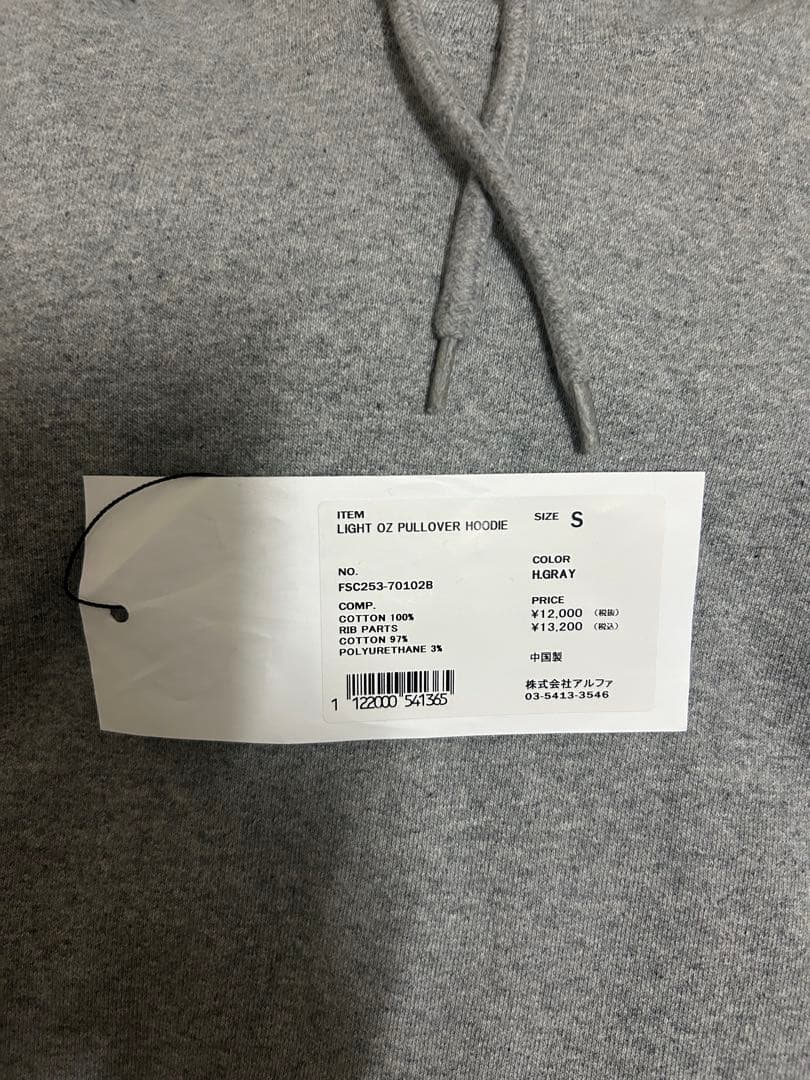 ITEM
LIGHT OZ PULLOVER HOODIE
SIZE S
NO.
FSC253-70102B
COLOR
H.GRAY
COMP.
COTTON 100%
RIB PARTS
COTTON 97%
POLYURETHANE 3%
PRICE
¥12,000 (税抜)
¥13,200 (税込)
中国製
1 122000 541365
株式会社アルファ
03-5413-3546